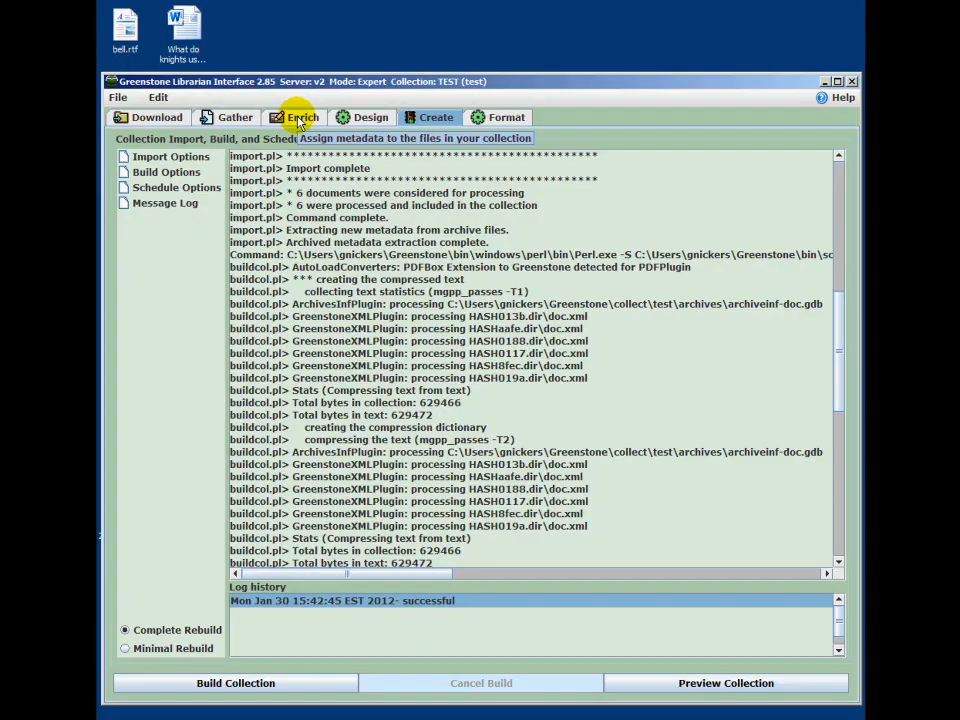 bell.rtf
What do
knights us...
Greenstone Librarian Interface 2.85 Server: v2 Mode: Expert Collection: TEST (test)
File Edit Help
Download Gather Enrich Design Create Format
Collection Import, Build, and Schedu
Assign metadata to the files in your collection
Import Options
Build Options
Schedule Options
Message Log
import.pl> *************************************************
import.pl> Import complete
import.pl> *************************************************
import.pl> * 6 documents were considered for processing
import.pl> * 6 were processed and included in the collection
import.pl> Command complete.
import.pl> Extracting new metadata from archive files.
import.pl> Archived metadata extraction complete.
Command: C:\Users\gnickers\Greenstone\bin\windows\perl\bin\Perl.exe -S C:\Users\gnickers\Greenstone\bin\sc
buildcol.pl> AutoLoadConverters: PDFBox Extension to Greenstone detected for PDFPlugin
buildcol.pl> *** creating the compressed text
buildcol.pl> collecting text statistics (mgpp_passes -T1)
buildcol.pl> ArchivesInfPlugin: processing C:\Users\gnickers\Greenstone\collect\test\archives\archiveinf-doc.gdb
buildcol.pl> GreenstoneXMLPlugin: processing HASH013b.dir\doc.xml
buildcol.pl> GreenstoneXMLPlugin: processing HASHaafe.dir\doc.xml
buildcol.pl> GreenstoneXMLPlugin: processing HASH0188.dir\doc.xml
buildcol.pl> GreenstoneXMLPlugin: processing HASH0117.dir\doc.xml
buildcol.pl> GreenstoneXMLPlugin: processing HASH8fec.dir\doc.xml
buildcol.pl> GreenstoneXMLPlugin: processing HASH019a.dir\doc.xml
buildcol.pl> Stats (Compressing text from text)
buildcol.pl> Total bytes in collection: 629466
buildcol.pl> Total bytes in text: 629472
buildcol.pl> creating the compression dictionary
buildcol.pl> compressing the text (mgpp_passes -T2)
buildcol.pl> ArchivesInfPlugin: processing C:\Users\gnickers\Greenstone\collect\test\archives\archiveinf-doc.gdb
buildcol.pl> GreenstoneXMLPlugin: processing HASH013b.dir\doc.xml
buildcol.pl> GreenstoneXMLPlugin: processing HASHaafe.dir\doc.xml
buildcol.pl> GreenstoneXMLPlugin: processing HASH0188.dir\doc.xml
buildcol.pl> GreenstoneXMLPlugin: processing HASH0117.dir\doc.xml
buildcol.pl> GreenstoneXMLPlugin: processing HASH8fec.dir\doc.xml
buildcol.pl> GreenstoneXMLPlugin: processing HASH019a.dir\doc.xml
buildcol.pl> Stats (Compressing text from text)
buildcol.pl> Total bytes in collection: 629466
buildcol.pl> Total bytes in text: 629472
Log history
Mon Jan 30 15:42:45 EST 2012- successful
Complete Rebuild
Minimal Rebuild
Build Collection Cancel Build Preview Collection